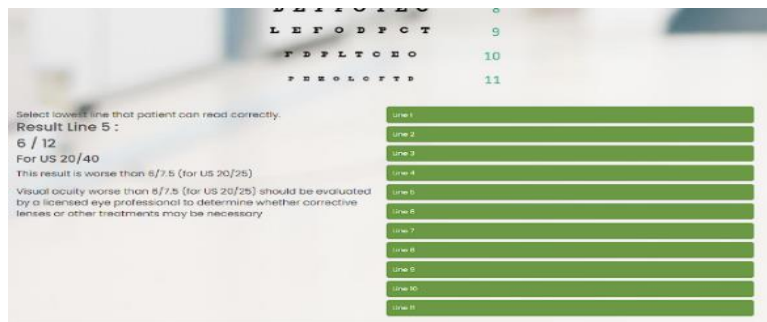 DEFPOTEC 8
L E F O D P C T 9
F D P L T C E O 10
P E Z O L C F T D 11
Select lowest line that patient can read correctly.
Result Line 5 :
6 / 12
For US 20/40
This result is worse than 6/7.5 (for US 20/25)
Visual acuity worse than 6/7.5 (for US 20/25) should be evaluated
by a licensed eye professional to determine whether corrective
lenses or other treatments may be necessary
Line 1
Line 2
Line 3
Line 4
Line 5
Line 6
Line 7
Line 8
Line 9
Line 10
Line 11